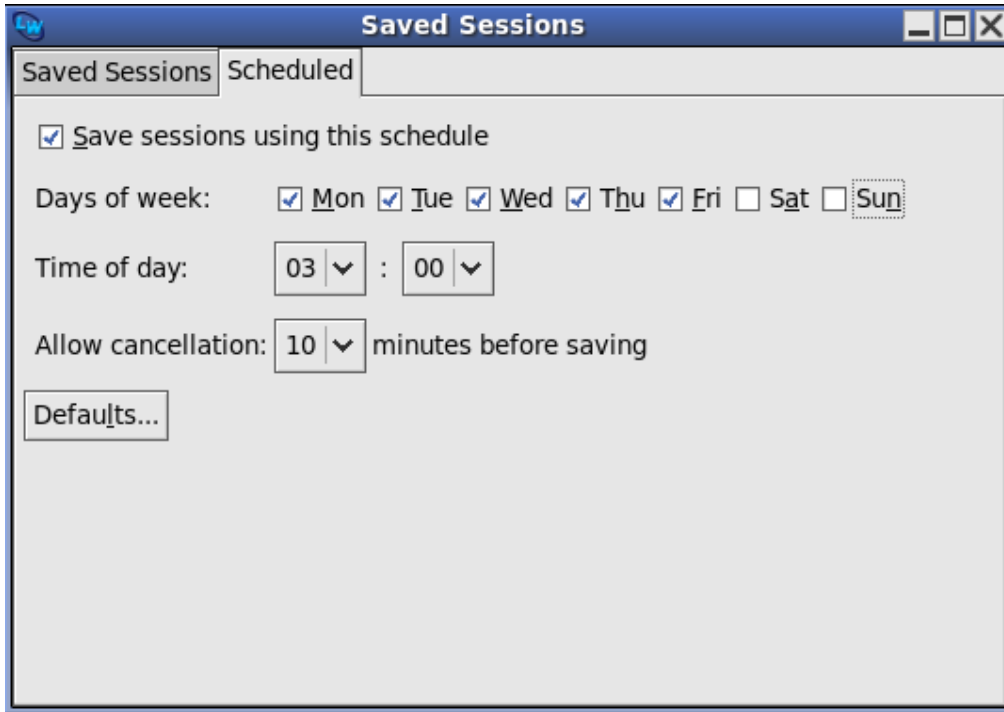 LW
Saved Sessions
Saved Sessions Scheduled
Save sessions using this schedule
Days of week: Mon Tue Wed Thu Fri Sat Sun
Time of day: 03 : 00
Allow cancellation: 10 minutes before saving
Defaults...